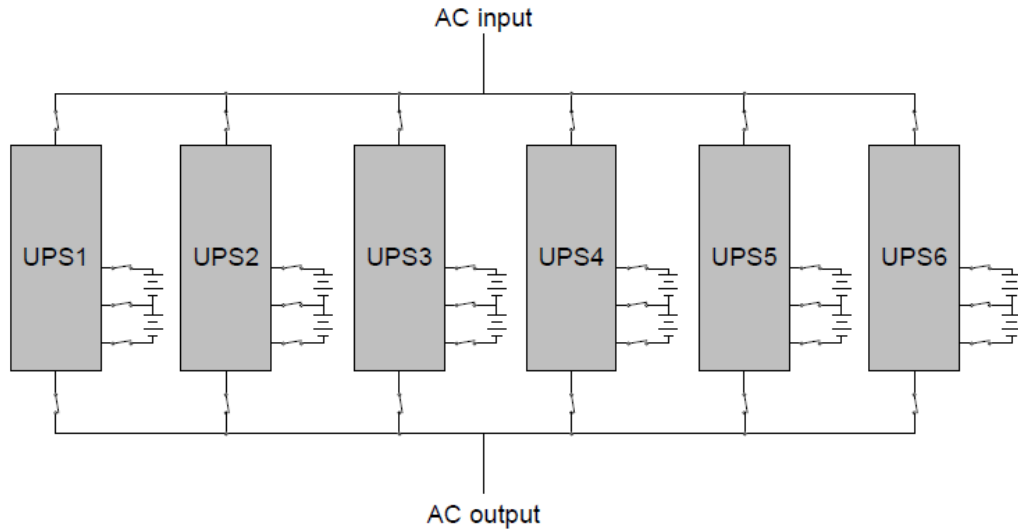 AC input
UPS1
UPS2
UPS3
UPS4
UPS5
UPS6
AC output